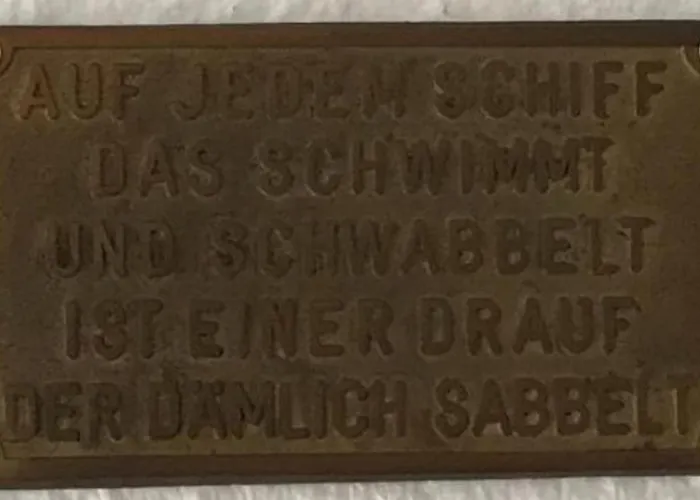 AUF JEDEM SCHIFF
DAS SCHWIMMT
UND SCHWABBELT
IST EINER DRAUF
DER DÄMLICH SABBELT